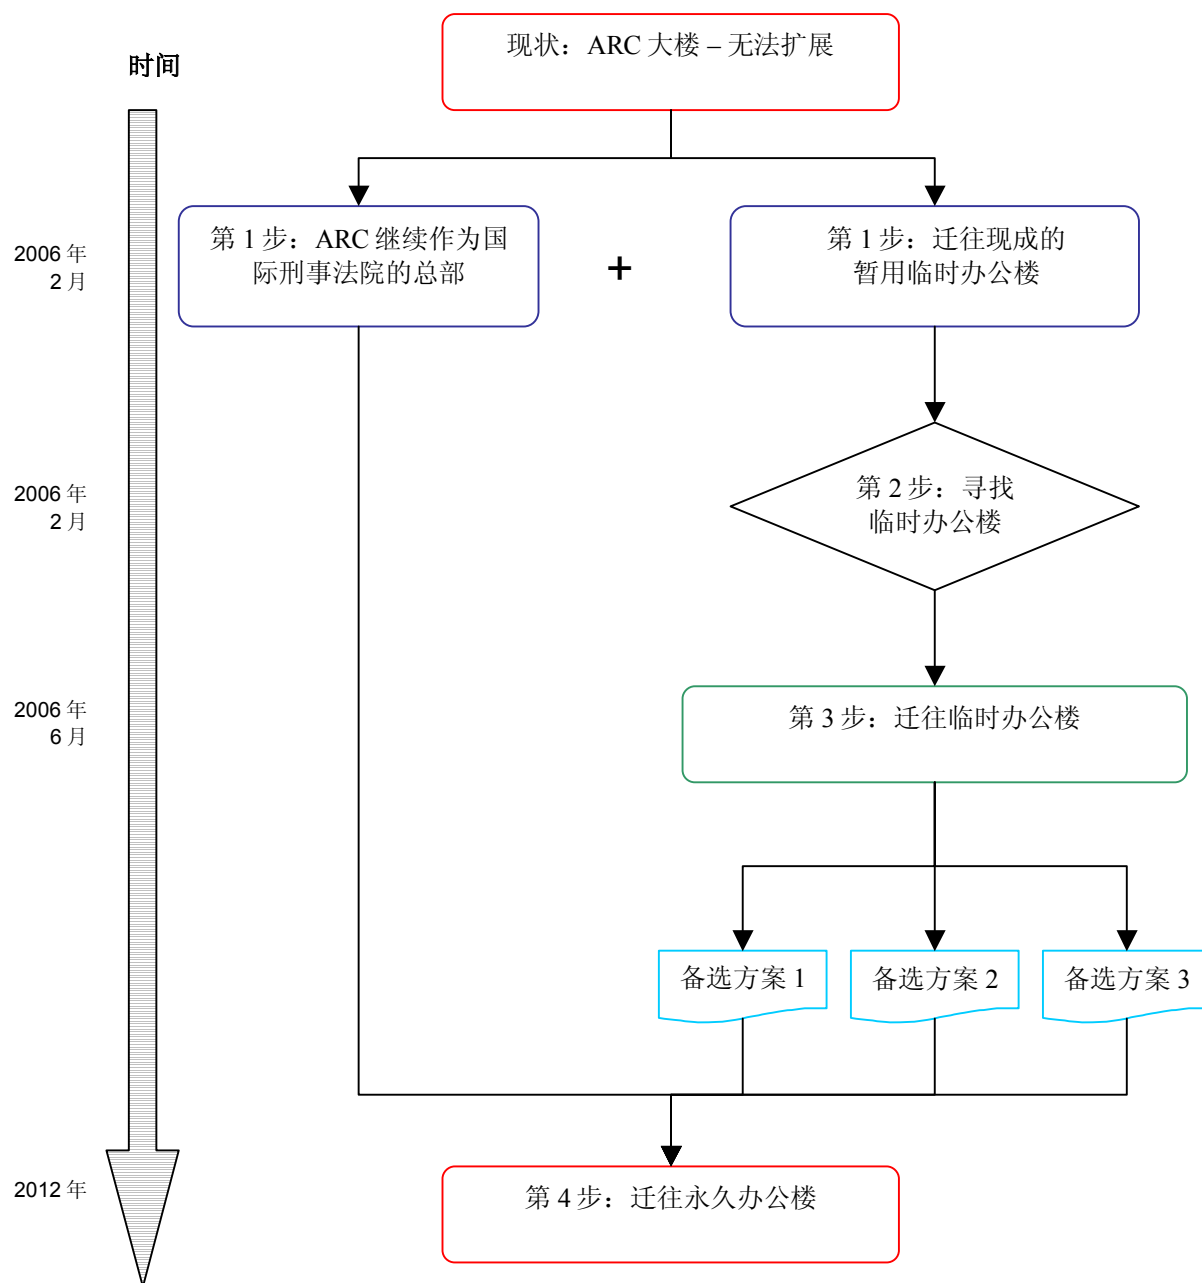 现状：ARC 大楼 – 无法扩展
时间
第 1 步：ARC 继续作为国
际刑事法院的总部
+
第 1 步：迁往现成的
暂用临时办公楼
2006 年
2 月
2006 年
2 月
第 2 步：寻找
临时办公楼
2006 年
6 月
第 3 步：迁往临时办公楼
备选方案 1
备选方案 2
备选方案 3
2012 年
第 4 步：迁往永久办公楼